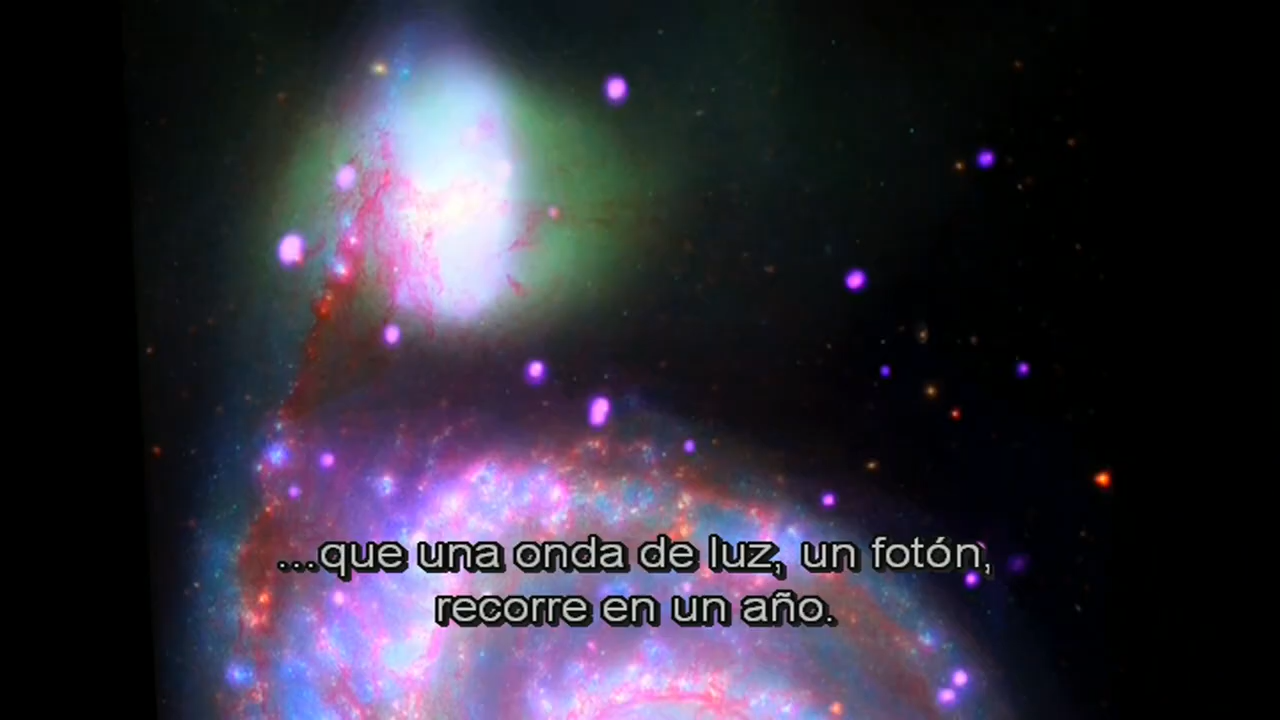 ...que una onda de luz, un fotón,
recorre en un año.